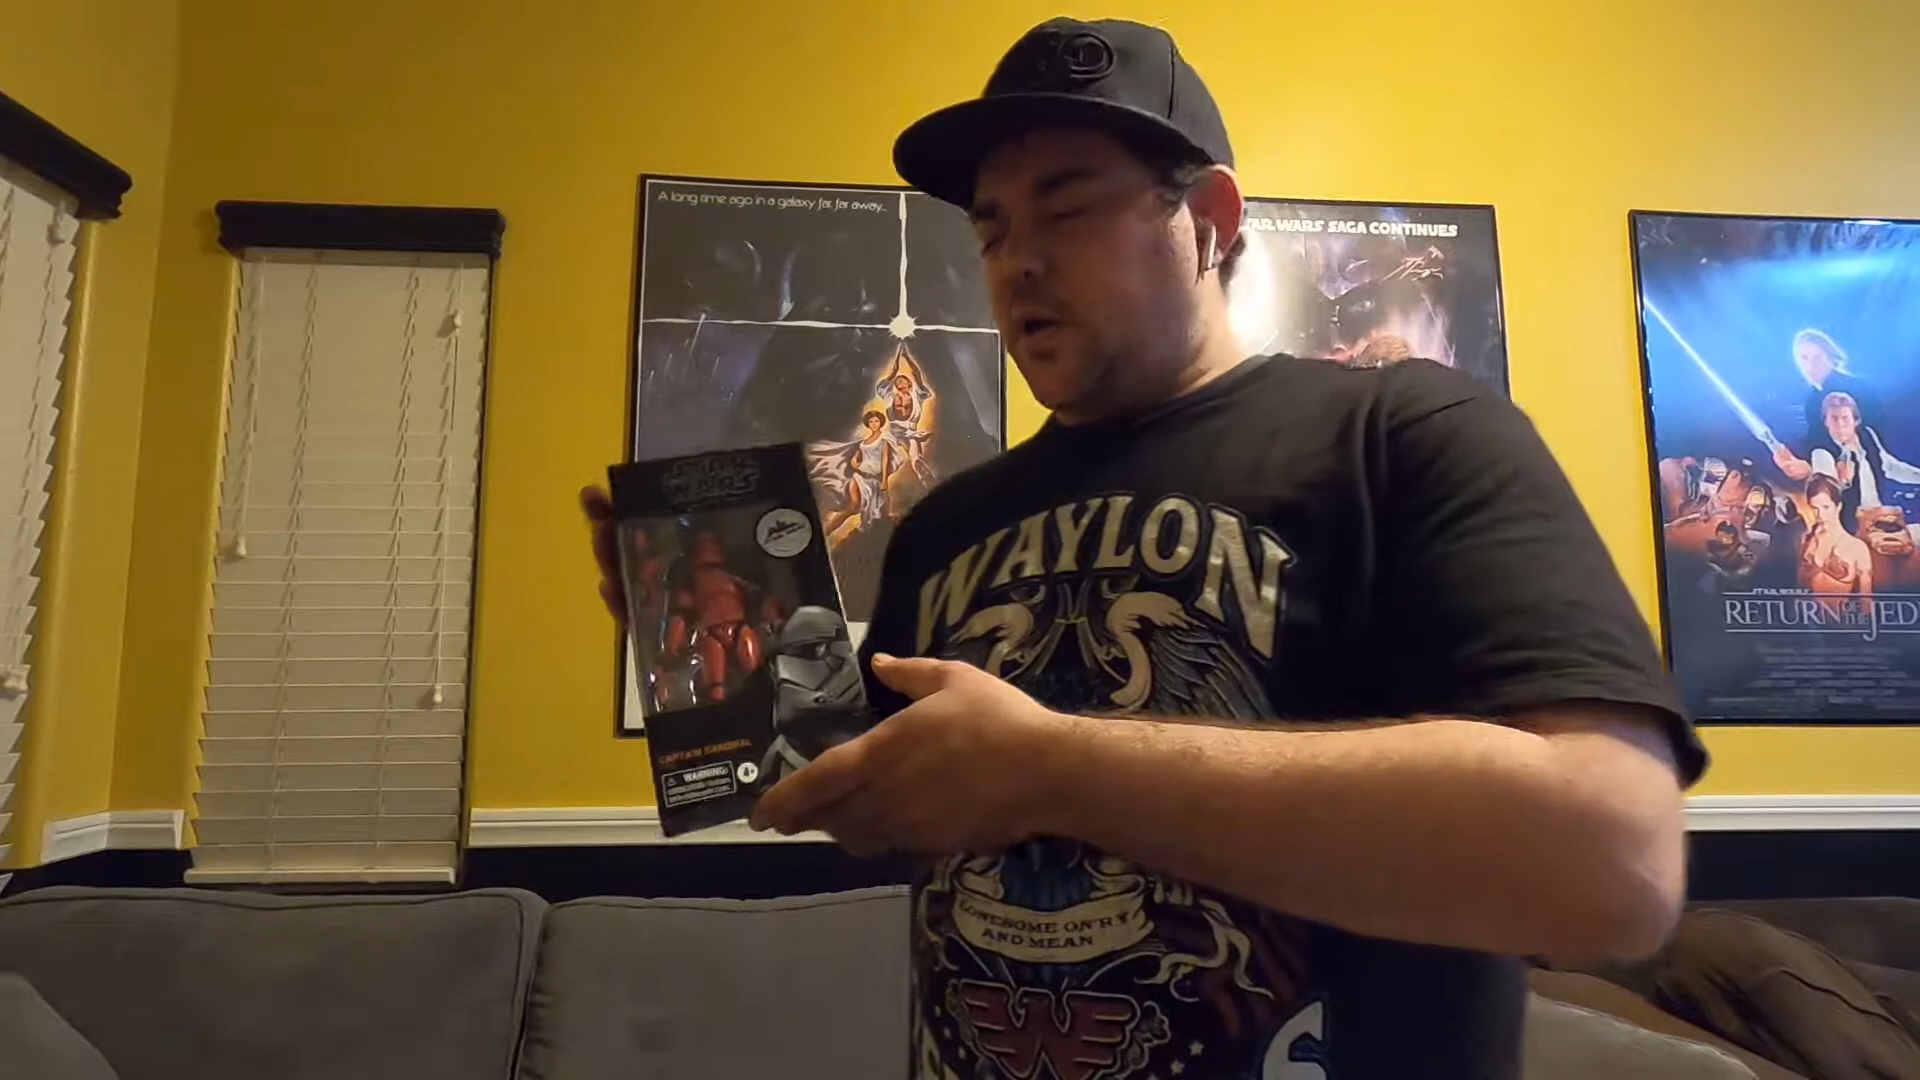 A long time ago in a galaxy far, far away...
STAR WARS SAGA CONTINUES
STAR WARS
RETURN OF THE JEDI
STAR
WARS
CAPTAIN CARDINAL
WARNING:
4+
WAYLON
LONESOME ON'RY
AND MEAN
W